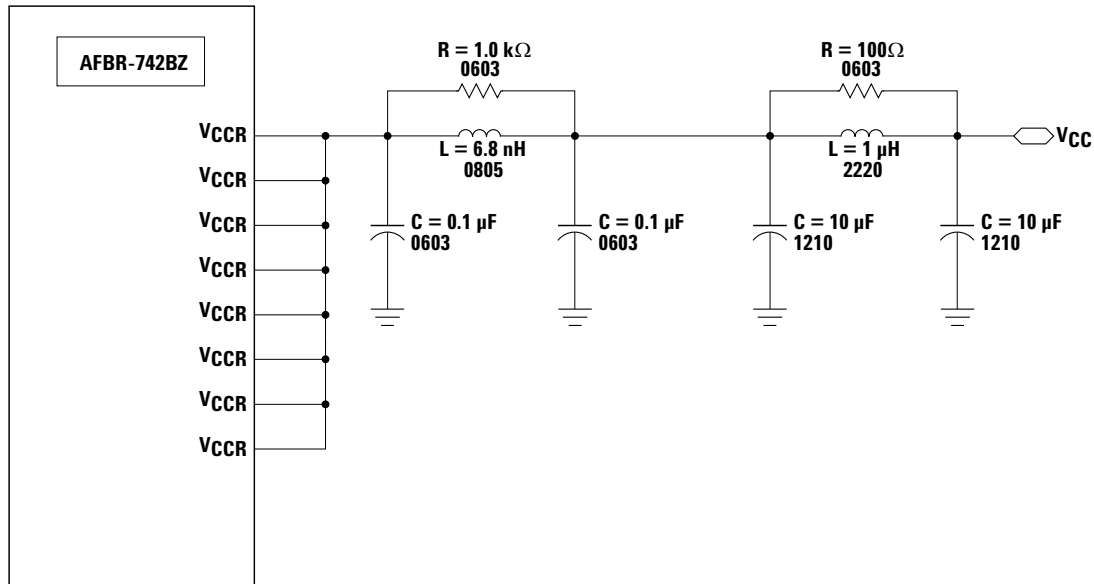 AFBR-742BZ
R = 1.0 kΩ
0603
R = 100Ω
0603
VCCR
L = 6.8 nH
0805
L = 1 µH
2220
VCC
VCCR
VCCR
C = 0.1 µF
0603
C = 0.1 µF
0603
C = 10 µF
1210
C = 10 µF
1210
VCCR
VCCR
VCCR
VCCR
VCCR